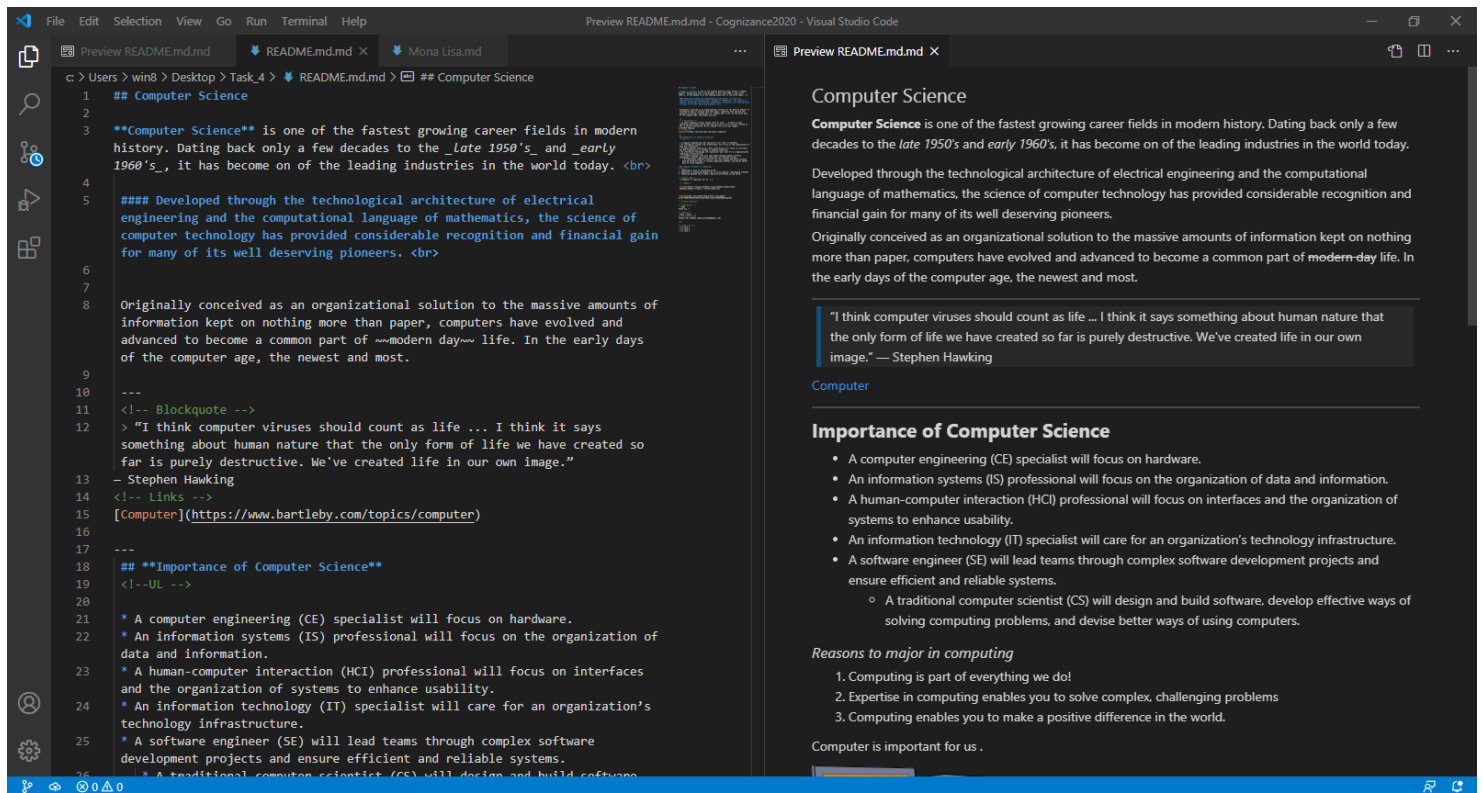 File Edit Selection View Go Run Terminal Help
Preview README.md.md - Cognizance2020 - Visual Studio Code
Preview README.md.md
README.md.md
Mona Lisa.md
c: > Users > win8 > Desktop > Task_4 > README.md.md > ## Computer Science
1 ## Computer Science
2
3 **Computer Science** is one of the fastest growing career fields in modern
history. Dating back only a few decades to the _late 1950's_ and _early
1960's_, it has become on of the leading industries in the world today. <br>
4
5 #### Developed through the technological architecture of electrical
engineering and the computational language of mathematics, the science of
computer technology has provided considerable recognition and financial gain
for many of its well deserving pioneers. <br>
6
7
8 Originally conceived as an organizational solution to the massive amounts of
information kept on nothing more than paper, computers have evolved and
advanced to become a common part of ~~modern day~~ life. In the early days
of the computer age, the newest and most.
9
10 ---
11 <!-- Blockquote -->
12 > “I think computer viruses should count as life ... I think it says
something about human nature that the only form of life we have created so
far is purely destructive. We've created life in our own image.”
13 — Stephen Hawking
14 <!-- Links -->
15 [Computer](https://www.bartleby.com/topics/computer)
16
17 ---
18 ## **Importance of Computer Science**
19 <!--UL -->
20
21 * A computer engineering (CE) specialist will focus on hardware.
22 * An information systems (IS) professional will focus on the organization of
data and information.
23 * A human-computer interaction (HCI) professional will focus on interfaces
and the organization of systems to enhance usability.
24 * An information technology (IT) specialist will care for an organization’s
technology infrastructure.
25 * A software engineer (SE) will lead teams through complex software
development projects and ensure efficient and reliable systems.
26 * A traditional computer scientist (CS) will design and build software,
Preview README.md.md
Computer Science
Computer Science is one of the fastest growing career fields in modern history. Dating back only a few
decades to the late 1950's and early 1960's, it has become on of the leading industries in the world today.
Developed through the technological architecture of electrical engineering and the computational
language of mathematics, the science of computer technology has provided considerable recognition and
financial gain for many of its well deserving pioneers.
Originally conceived as an organizational solution to the massive amounts of information kept on nothing
more than paper, computers have evolved and advanced to become a common part of modern day life. In
the early days of the computer age, the newest and most.
“I think computer viruses should count as life ... I think it says something about human nature that
the only form of life we have created so far is purely destructive. We've created life in our own
image.” — Stephen Hawking
Computer
Importance of Computer Science
• A computer engineering (CE) specialist will focus on hardware.
• An information systems (IS) professional will focus on the organization of data and information.
• A human-computer interaction (HCI) professional will focus on interfaces and the organization of
systems to enhance usability.
• An information technology (IT) specialist will care for an organization’s technology infrastructure.
• A software engineer (SE) will lead teams through complex software development projects and
ensure efficient and reliable systems.
◦ A traditional computer scientist (CS) will design and build software, develop effective ways of
solving computing problems, and devise better ways of using computers.
Reasons to major in computing
1. Computing is part of everything we do!
2. Expertise in computing enables you to solve complex, challenging problems
3. Computing enables you to make a positive difference in the world.
Computer is important for us .
0 0